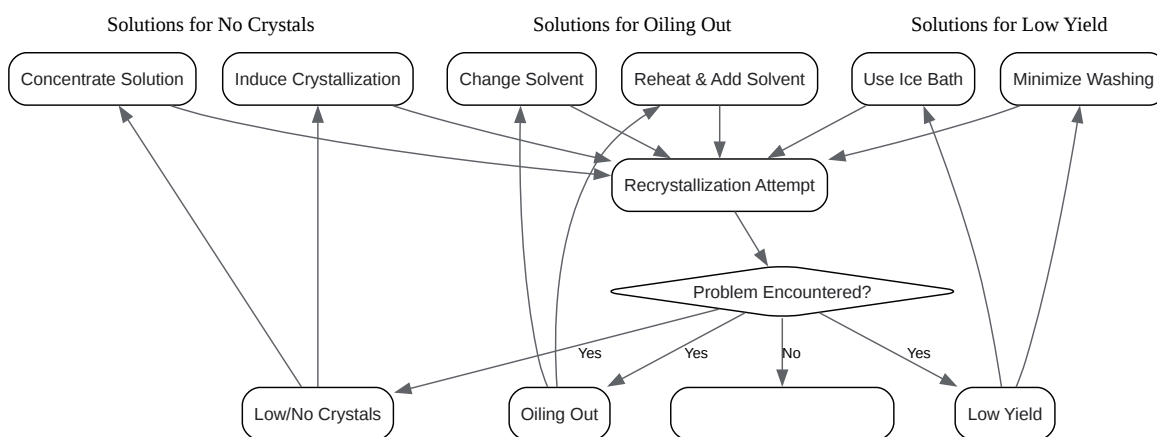 Solutions for No Crystals
Solutions for Oiling Out
Solutions for Low Yield
Concentrate Solution
Induce Crystallization
Change Solvent
Reheat & Add Solvent
Use Ice Bath
Minimize Washing
Recrystallization Attempt
Problem Encountered?
Yes
Yes
No
Yes
Low/No Crystals
Oiling Out
Low Yield